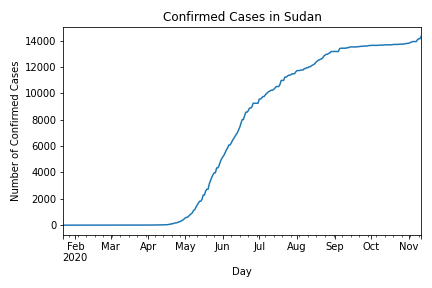 Confirmed Cases in Sudan
Number of Confirmed Cases
14000
12000
10000
8000
6000
4000
2000
0
Feb Mar Apr May Jun Jul Aug Sep Oct Nov
2020
Day